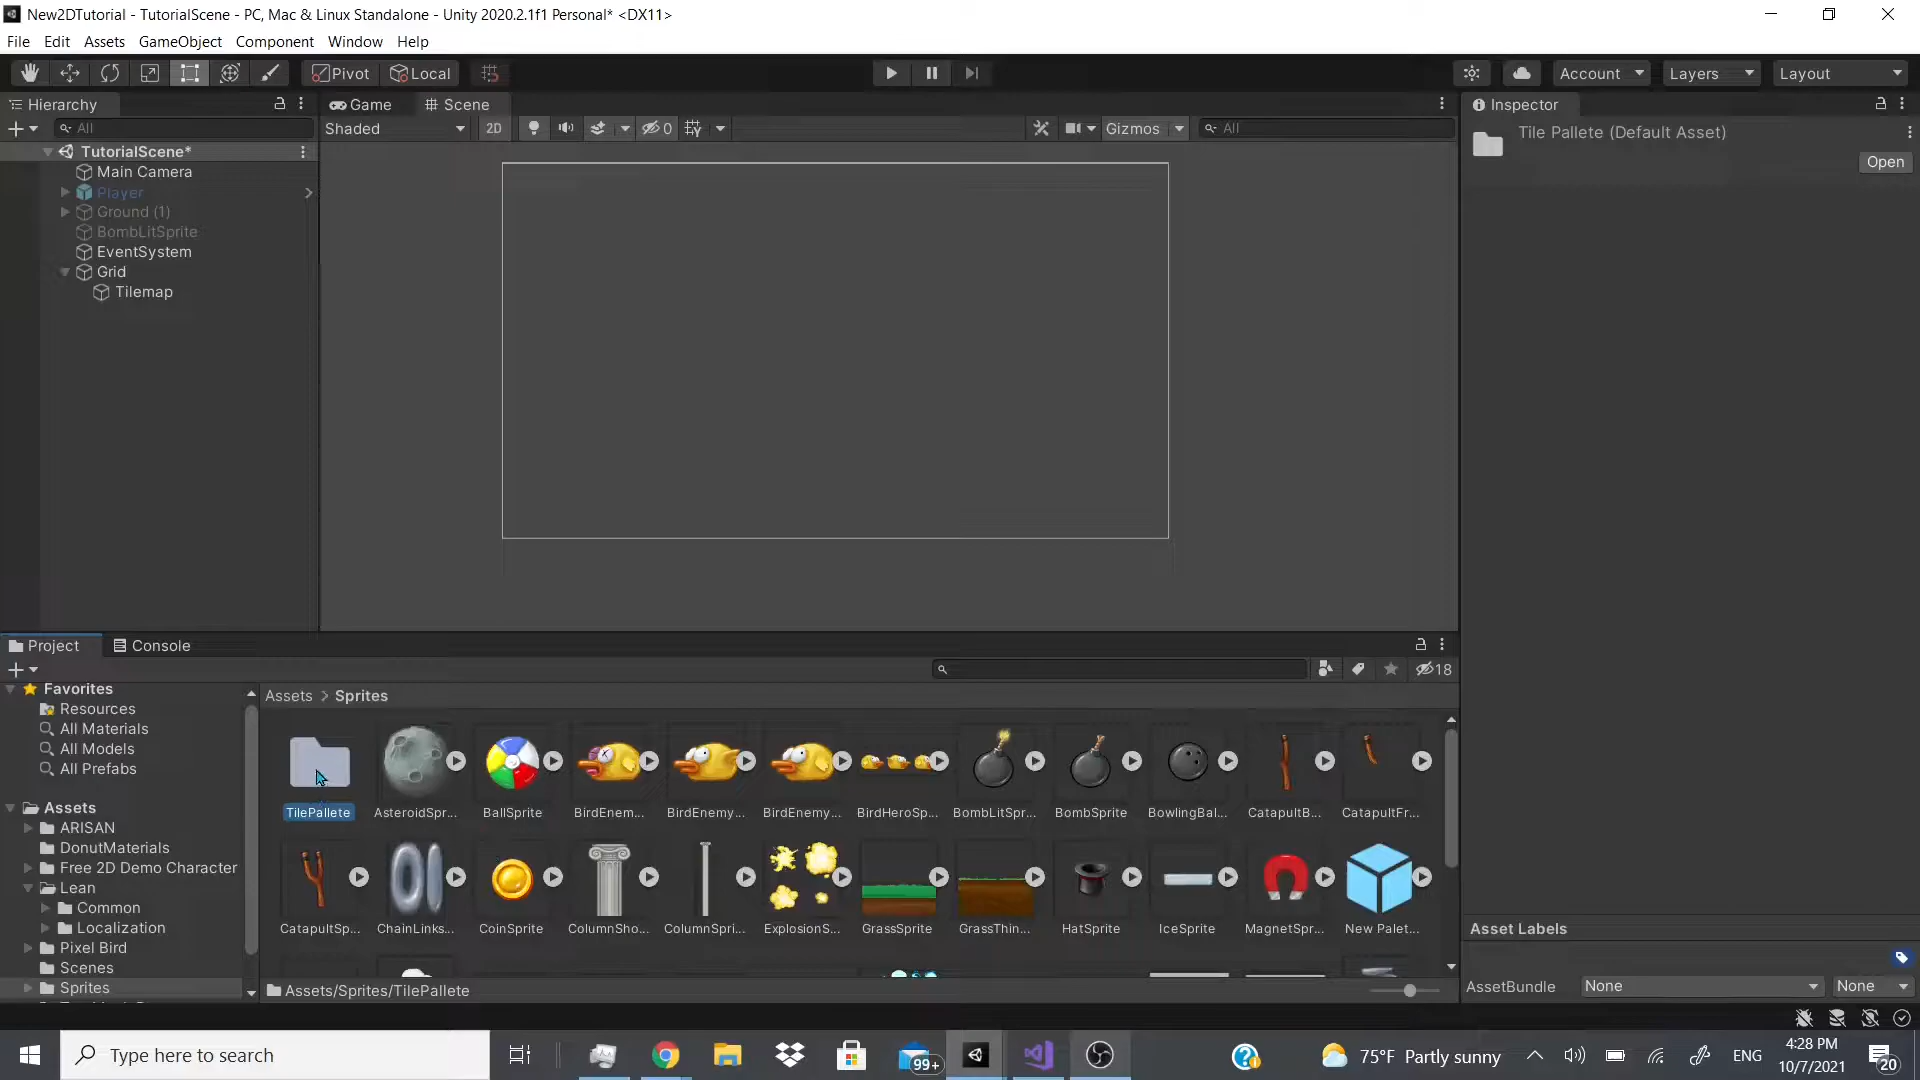 New2DTutorial - TutorialScene - PC, Mac & Linux Standalone - Unity 2020.2.1f1 Personal* <DX11>
File Edit Assets GameObject Component Window Help
Pivot Local Account Layers Layout
Hierarchy Game Scene Inspector
All Shaded 2D 0 Gizmos All
Tile Pallete (Default Asset)
Open
TutorialScene*
Main Camera
Player
Ground (1)
BombLitSprite
EventSystem
Grid
Tilemap
Project Console
18
Favorites
Resources
All Materials
All Models
All Prefabs
Assets
ARISAN
DonutMaterials
Free 2D Demo Character
Lean
Common
Localization
Pixel Bird
Scenes
Sprites
Assets > Sprites
TilePallete AsteroidSpr... BallSprite BirdEnem... BirdEnemy... BirdEnemy... BirdHeroSp... BombLitSpr... BombSprite BowlingBal... CatapultB... CatapultFr...
CatapultSp... ChainLinks... CoinSprite ColumnSho... ColumnSpri... ExplosionS... GrassSprite GrassThin... HatSprite IceSprite MagnetSpr... New Palet...
Assets/Sprites/TilePallete
Asset Labels
AssetBundle None None
Type here to search
99+
75°F Partly sunny
ENG
4:28 PM
10/7/2021
20